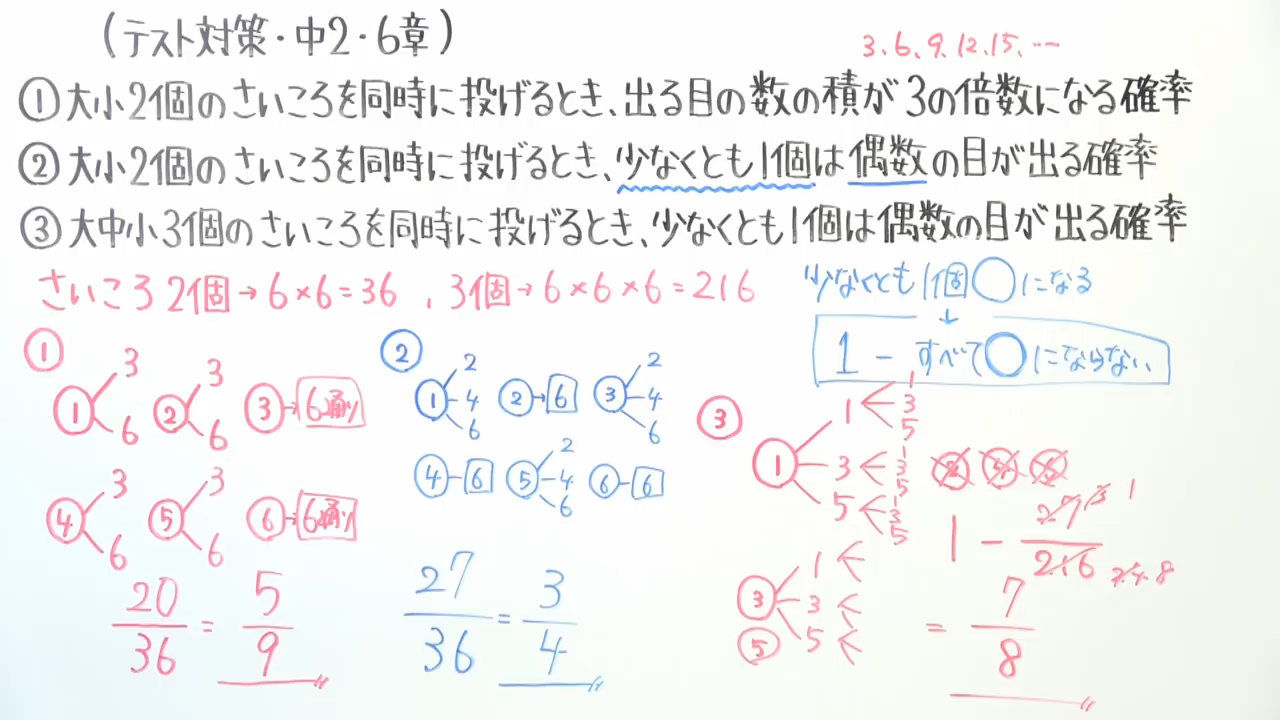 （テスト対策・中2・6章）
3、6、9、12、15、…
①大小2個のさいころを同時に投げるとき、出る目の数の積が3の倍数になる確率
②大小2個のさいころを同時に投げるとき、少なくとも1個は偶数の目が出る確率
③大中小3個のさいころを同時に投げるとき、少なくとも1個は偶数の目が出る確率
さいころ2個→6×6=36、3個→6×6×6=216
少なくとも1個○になる
↓
1－すべて○にならない
①
① 3 6
② 3 6
③→6通り
④ 3 6
⑤ 3 6
⑥→6通り
20/36=5/9
②
① 2 4 6
②→6
③ 2 4 6
④-6
⑤ 2 4 6
⑥-6
27/36=3/4
③
① 1 1 3 5
3 1 3 5
5 1 3 5
② ④ ⑥
③ 1 3 5
⑤
1－27/216 3 1 24 8
=7/8